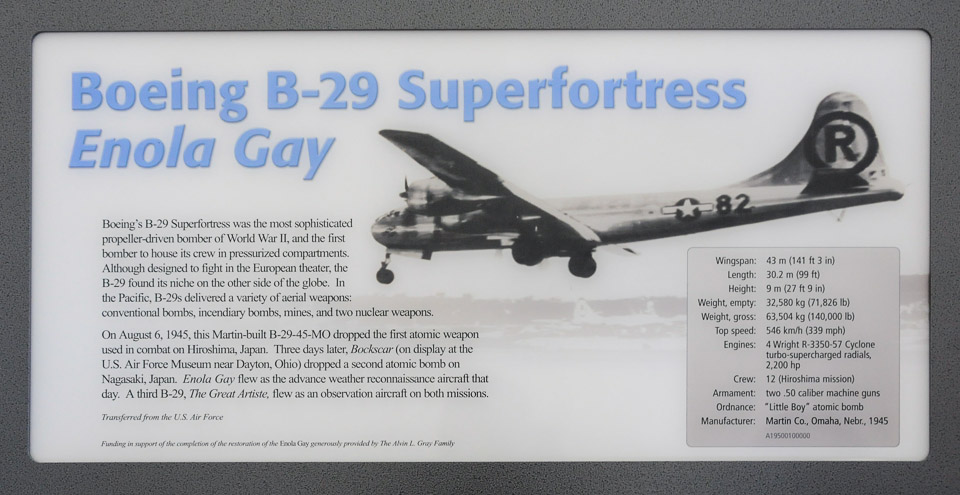 Boeing B-29 Superfortress
Enola Gay
R
82
Boeing's B-29 Superfortress was the most sophisticated
propeller-driven bomber of World War II, and the first
bomber to house its crew in pressurized compartments.
Although designed to fight in the European theater, the
B-29 found its niche on the other side of the globe. In
the Pacific, B-29s delivered a variety of aerial weapons:
conventional bombs, incendiary bombs, mines, and two nuclear weapons.
On August 6, 1945, this Martin-built B-29-45-MO dropped the first atomic weapon
used in combat on Hiroshima, Japan. Three days later, Bockscar (on display at the
U.S. Air Force Museum near Dayton, Ohio) dropped a second atomic bomb on
Nagasaki, Japan. Enola Gay flew as the advance weather reconnaissance aircraft that
day. A third B-29, The Great Artiste, flew as an observation aircraft on both missions.
Transferred from the U.S. Air Force
Funding in support of the completion of the restoration of the Enola Gay generously provided by The Alvin L. Gray Family
Wingspan: 43 m (141 ft 3 in)
Length: 30.2 m (99 ft)
Height: 9 m (27 ft 9 in)
Weight, empty: 32,580 kg (71,826 lb)
Weight, gross: 63,504 kg (140,000 lb)
Top speed: 546 km/h (339 mph)
Engines: 4 Wright R-3350-57 Cyclone
turbo-supercharged radials,
2,200 hp
Crew: 12 (Hiroshima mission)
Armament: two .50 caliber machine guns
Ordnance: "Little Boy" atomic bomb
Manufacturer: Martin Co., Omaha, Nebr., 1945
A19500100000